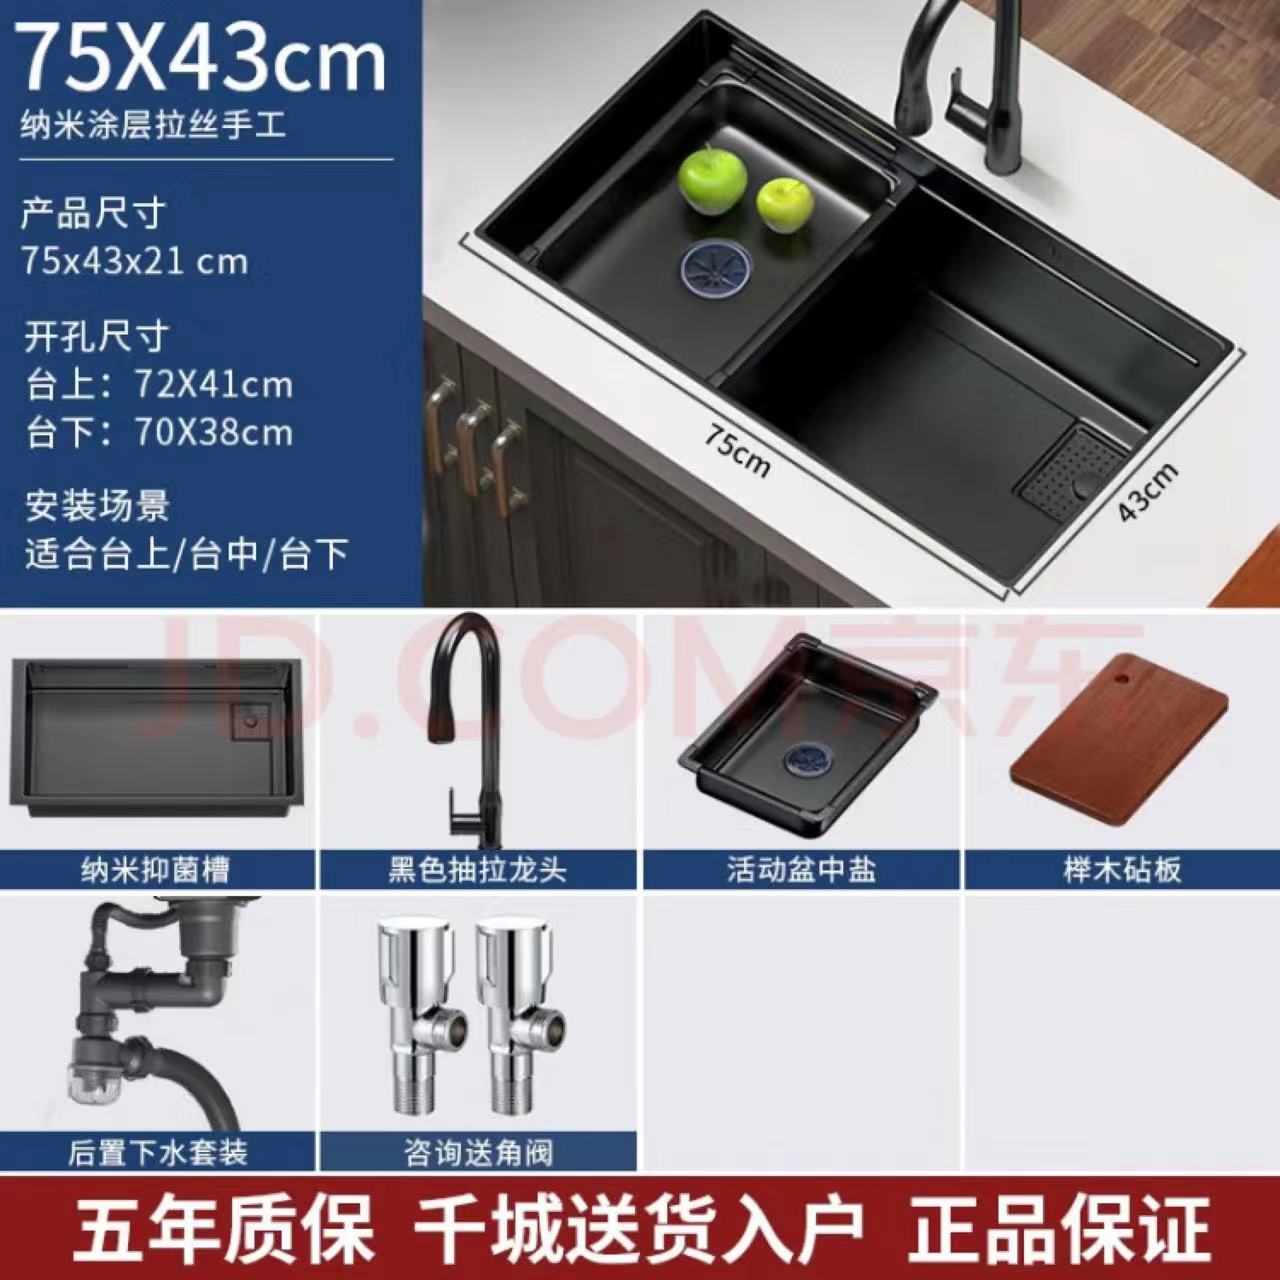 75X43cm
纳米涂层拉丝手工
产品尺寸
75x43x21 cm
开孔尺寸
台上：72X41cm
台下：70X38cm
安装场景
适合台上/台中/台下
75cm
43cm
JD.COM京东
纳米抑菌槽
黑色抽拉龙头
活动盆中盐
榉木砧板
后置下水套装
咨询送角阀
五年质保 千城送货入户 正品保证